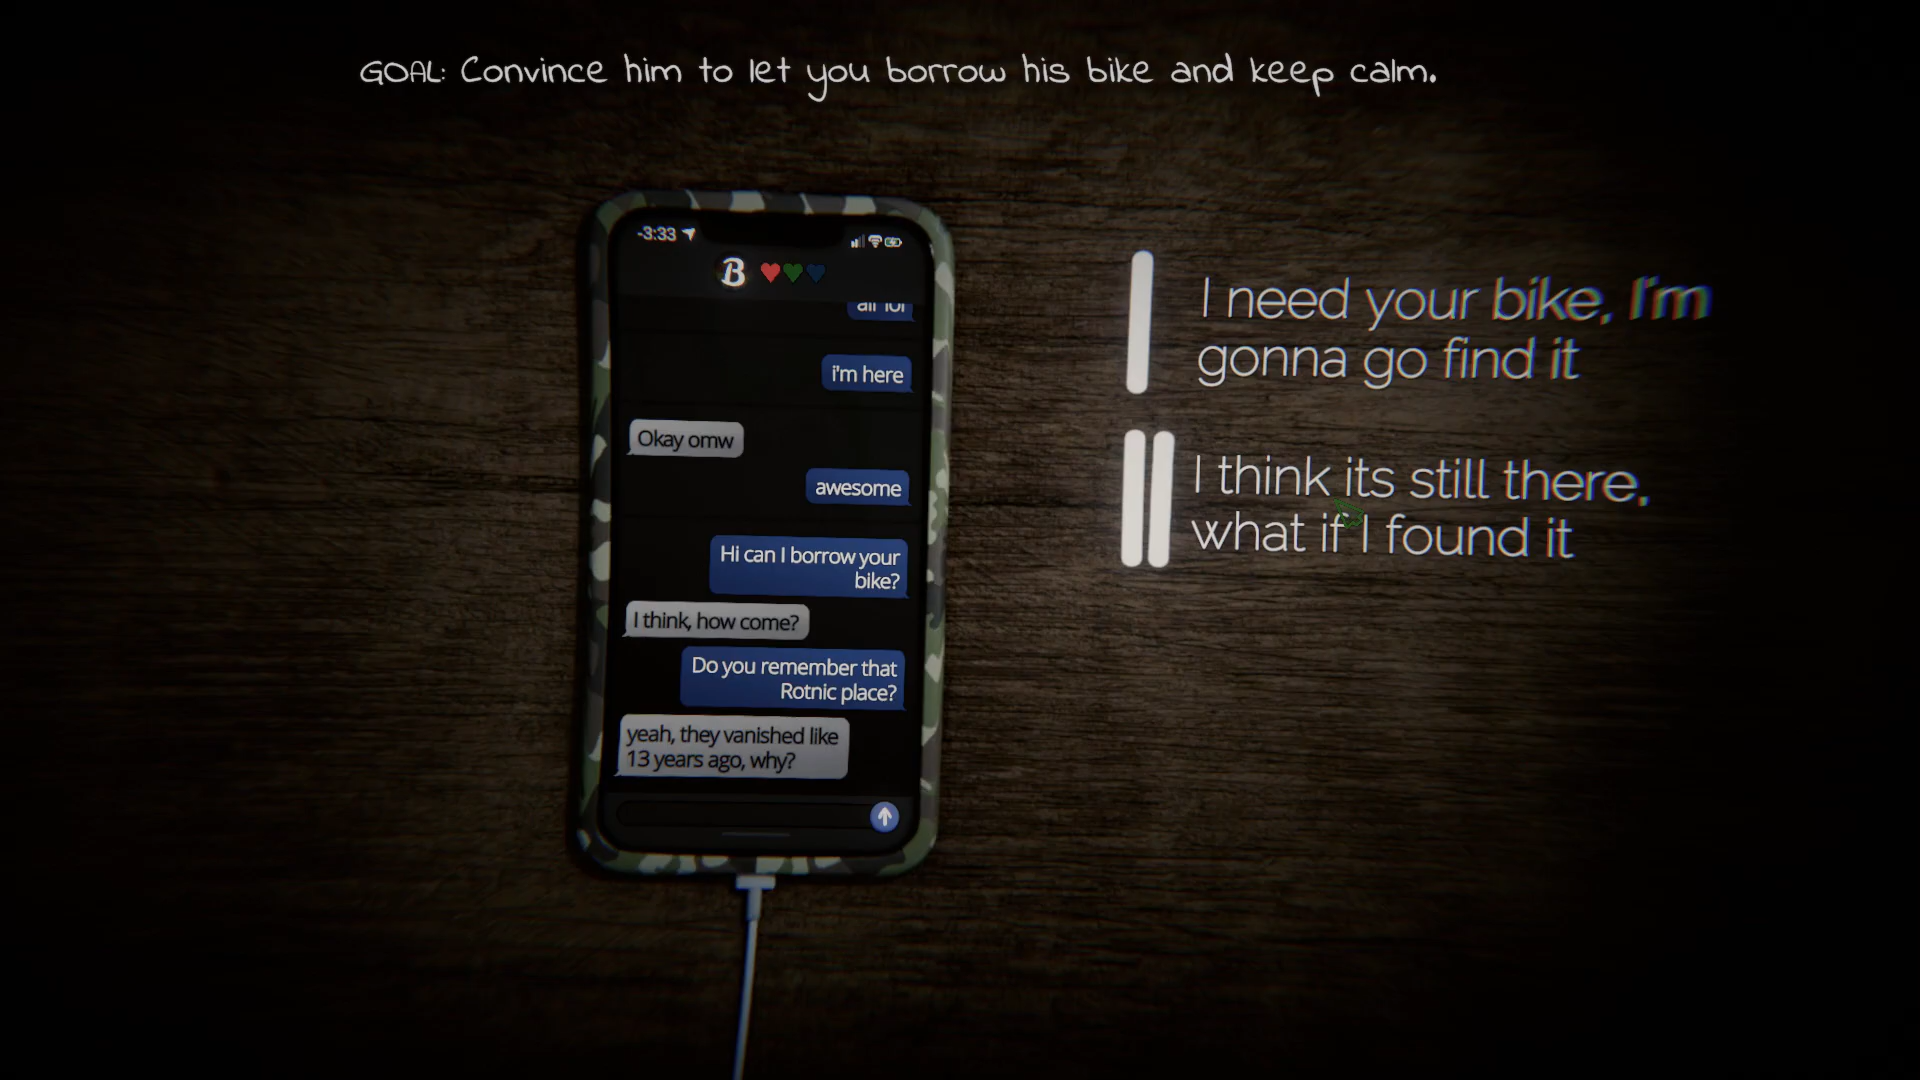 GOAL: Convince him to let you borrow his bike and keep calm.
-3:33
B
i'm here
Okay omw
awesome
Hi can I borrow your
bike?
I think, how come?
Do you remember that
Rotnic place?
yeah, they vanished like
13 years ago, why?
I need your bike, I'm
gonna go find it
I think its still there,
what if I found it